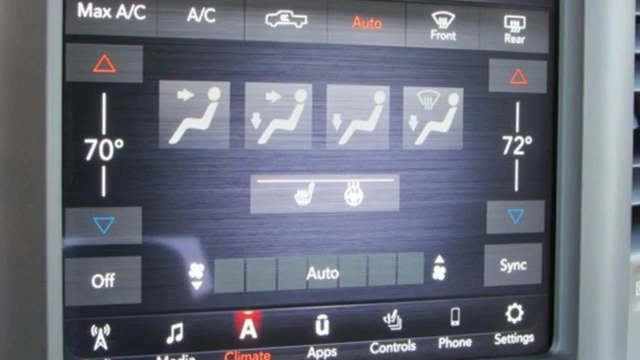 Max A/C
A/C
Auto
Front
Rear
70°
72°
Off
Auto
Sync
Media
A
Climate
Apps
Controls
Phone
Settings